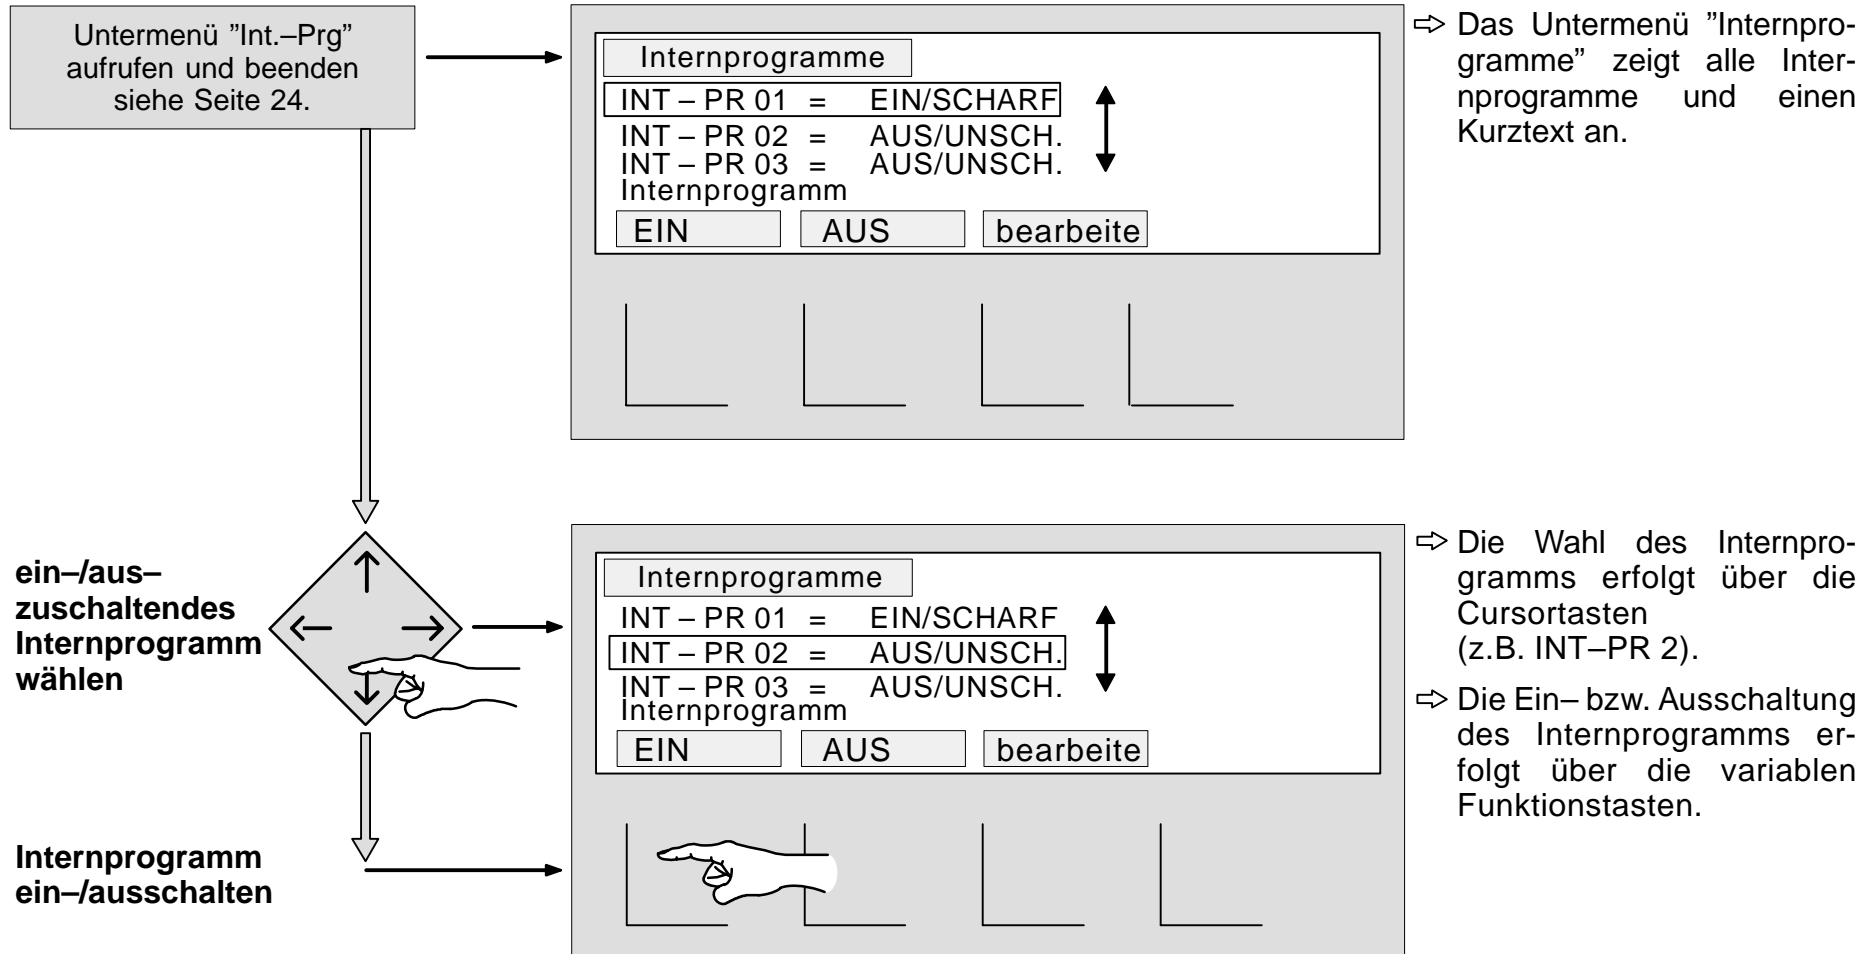 Untermenü ”Int.–Prg”
aufrufen und beenden
siehe Seite 24.
Internprogramme
INT – PR 01 = EIN/SCHARF
INT – PR 02 = AUS/UNSCH.
INT – PR 03 = AUS/UNSCH.
Internprogramm
EIN AUS bearbeite
Das Untermenü ”Internpro-
gramme” zeigt alle Inter-
nprogramme und einen
Kurztext an.
ein–/aus–
zuschaltendes
Internprogramm
wählen
Internprogramme
INT – PR 01 = EIN/SCHARF
INT – PR 02 = AUS/UNSCH.
INT – PR 03 = AUS/UNSCH.
Internprogramm
EIN AUS bearbeite
Die Wahl des Internpro-
gramms erfolgt über die
Cursortasten
(z.B. INT–PR 2).
Die Ein– bzw. Ausschaltung
des Internprogramms er-
folgt über die variablen
Funktionstasten.
Internprogramm
ein–/ausschalten